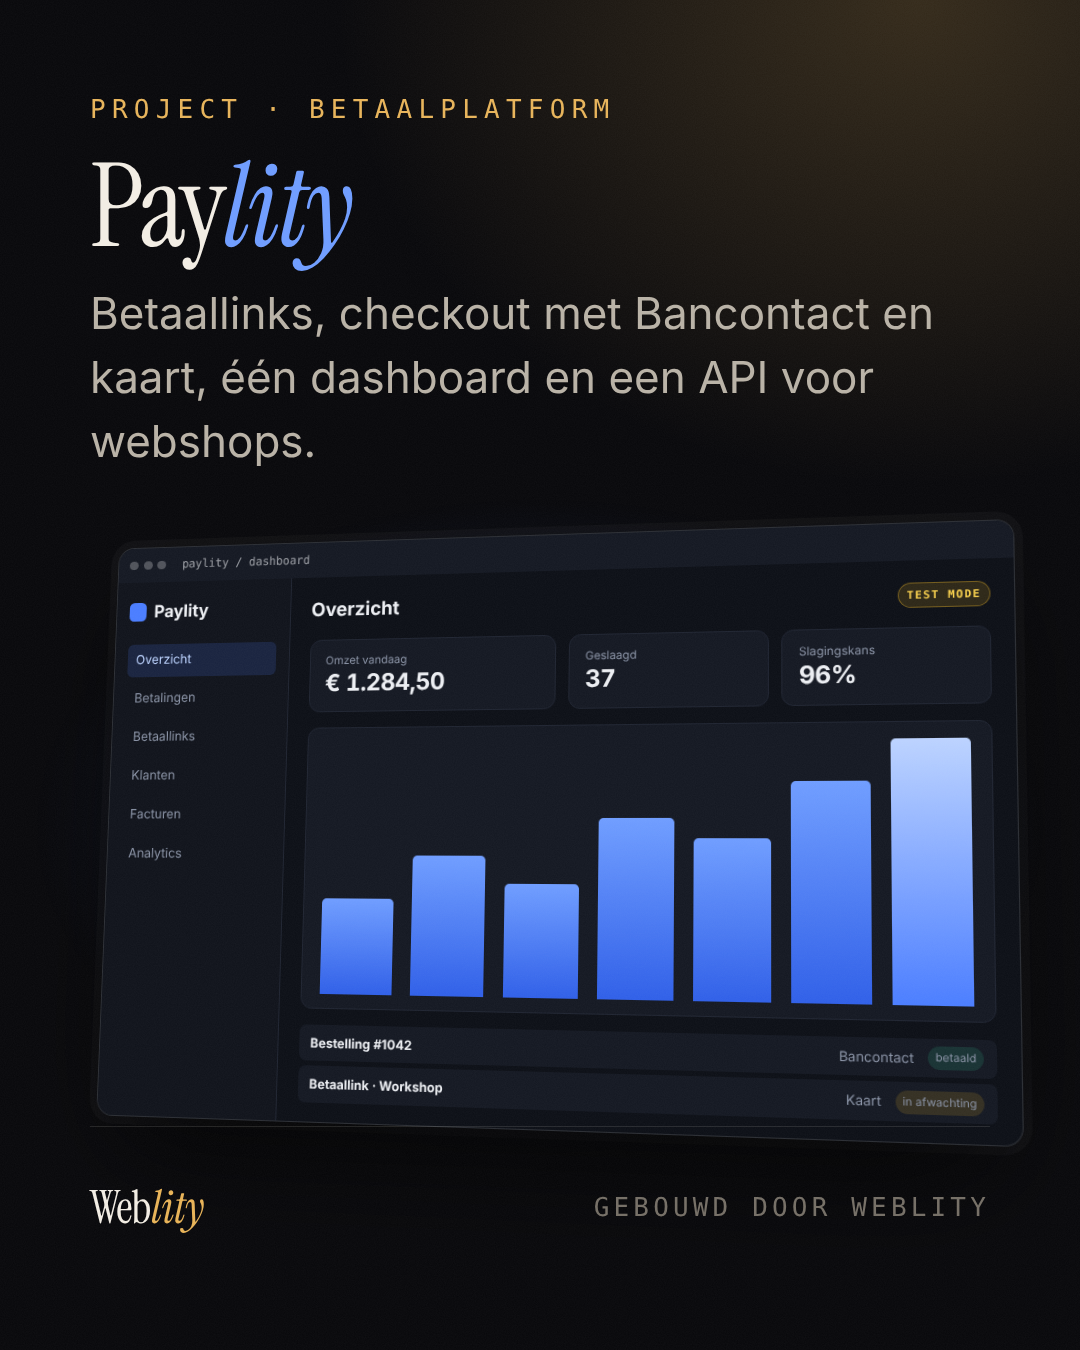 PROJECT · BETAALPLATFORM
Paylity
Betaallinks, checkout met Bancontact en
kaart, één dashboard en een API voor
webshops.
paylity / dashboard
Paylity
Overzicht
Betalingen
Betaallinks
Klanten
Facturen
Analytics
Overzicht
TEST MODE
Omzet vandaag
€ 1.284,50
Geslaagd
37
Slagingskans
96%
Bestelling #1042
Bancontact
betaald
Betaallink · Workshop
Kaart
in afwachting
Weblity
GEBOUWD DOOR WEBLITY